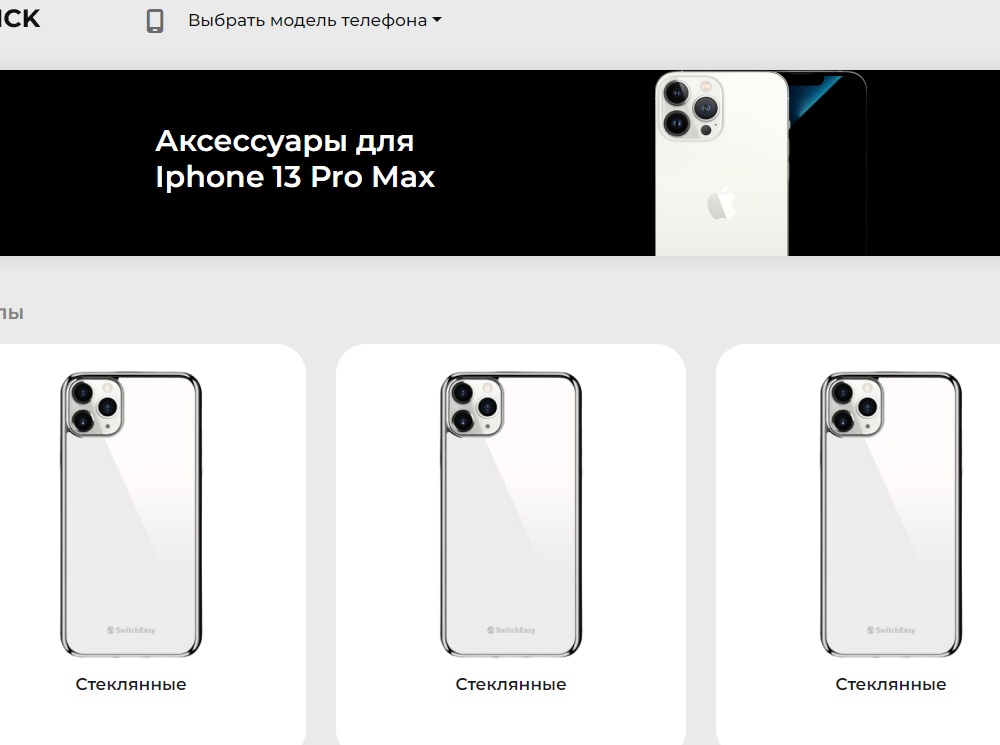 ICK
Выбрать модель телефона
Аксессуары для
Iphone 13 Pro Max
лы
SwitchEasy
SwitchEasy
SwitchEasy
Стеклянные
Стеклянные
Стеклянные